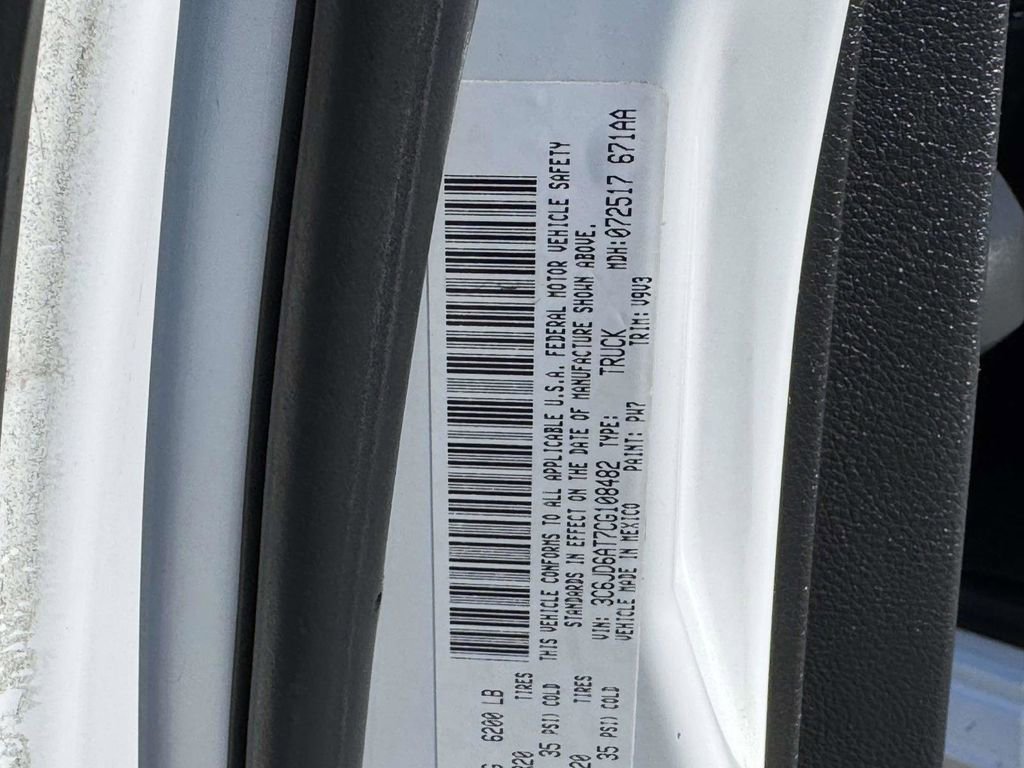 6200 LB
TIRES
35 PSI) COLD
TIRES
35 PSI) COLD
THIS VEHICLE CONFORMS TO ALL APPLICABLE U.S.A. FEDERAL MOTOR VEHICLE SAFETY
STANDARDS IN EFFECT ON THE DATE OF MANUFACTURE SHOWN ABOVE.
VIN: 3C6JD6AT7CG108482 TYPE: TRUCK MDH:072517 671AA
VEHICLE MADE IN MEXICO PAINT: PW7 TRIM: V9V3